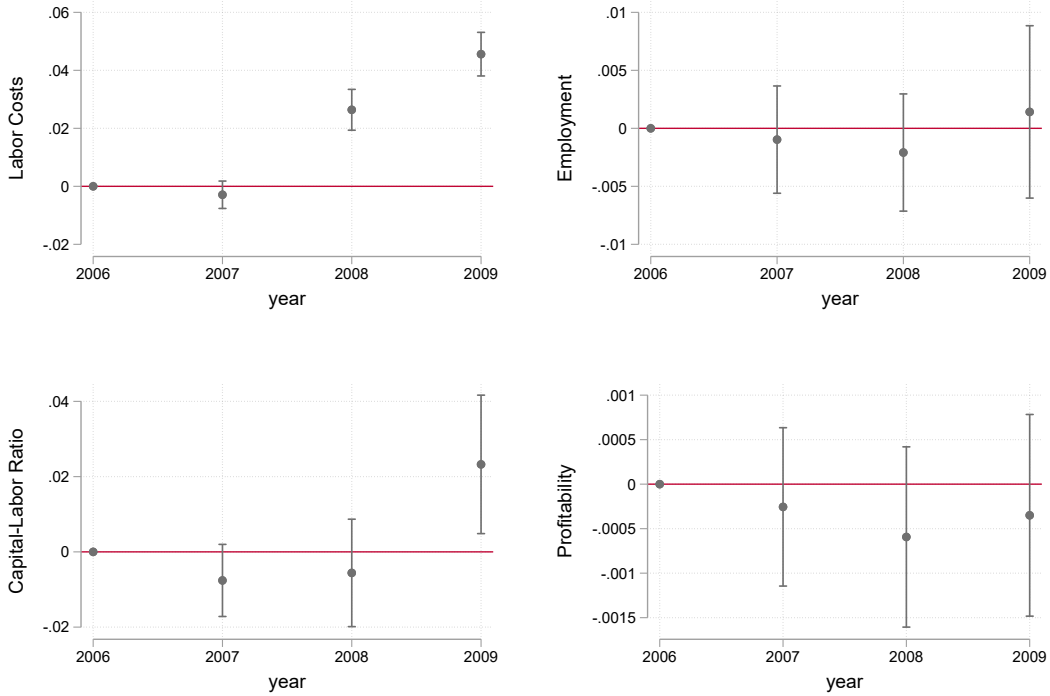 Labor Costs
.06
.04
.02
0
-.02
2006 2007 2008 2009
year
Employment
.01
.005
0
-.005
-.01
2006 2007 2008 2009
year
Capital-Labor Ratio
.04
.02
0
-.02
2006 2007 2008 2009
year
Profitability
.001
.0005
0
-.0005
-.001
-.0015
2006 2007 2008 2009
year